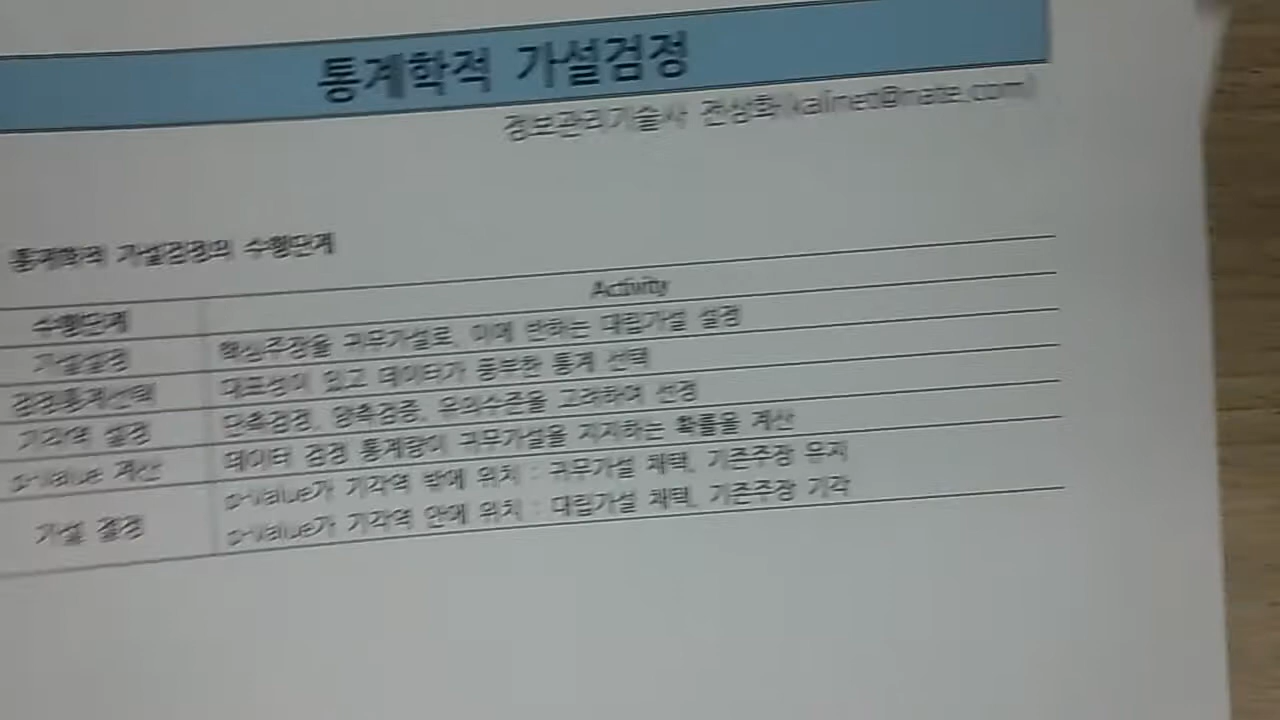 통계학적 가설검정
정보관리기술사 전상화(kalinet@nate.com)
통계학적 가설검정의 수행단계
수행단계 Activity
가설설정 핵심주장을 귀무가설로, 이에 반하는 대립가설 설정
검정통계선택 대표성이 있고 데이터가 풍부한 통계 선택
기각역 설정 단측검정, 양측검증, 유의수준을 고려하여 선정
p-value 계산 데이터 검정 통계량이 귀무가설을 지지하는 확률을 계산
가설 결정 p-value가 기각역 밖에 위치 : 귀무가설 채택, 기존주장 유지
p-value가 기각역 안에 위치 : 대립가설 채택, 기존주장 기각